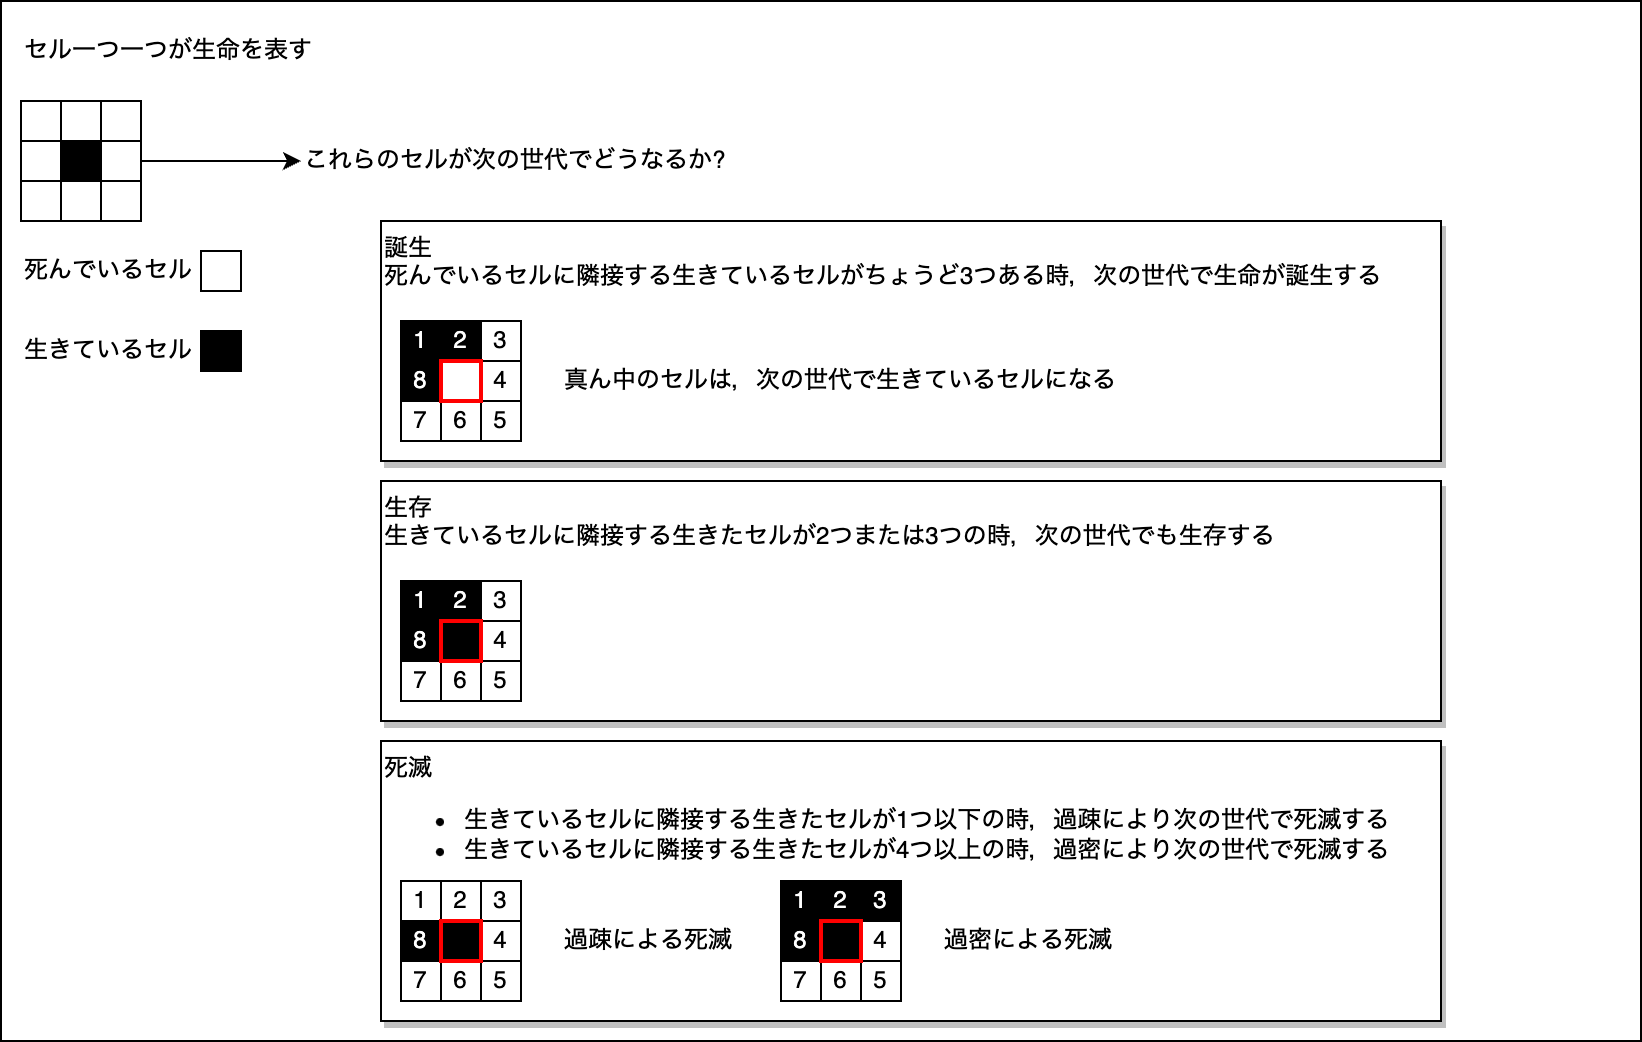 セル一つ一つが生命を表す
これらのセルが次の世代でどうなるか?
死んでいるセル
生きているセル
誕生
死んでいるセルに隣接する生きているセルがちょうど3つある時，次の世代で生命が誕生する
1 2 3
8 4
7 6 5
真ん中のセルは，次の世代で生きているセルになる
生存
生きているセルに隣接する生きたセルが2つまたは3つの時，次の世代でも生存する
1 2 3
8 4
7 6 5
死滅
• 生きているセルに隣接する生きたセルが1つ以下の時，過疎により次の世代で死滅する
• 生きているセルに隣接する生きたセルが4つ以上の時，過密により次の世代で死滅する
1 2 3
8 4
7 6 5
過疎による死滅
1 2 3
8 4
7 6 5
過密による死滅